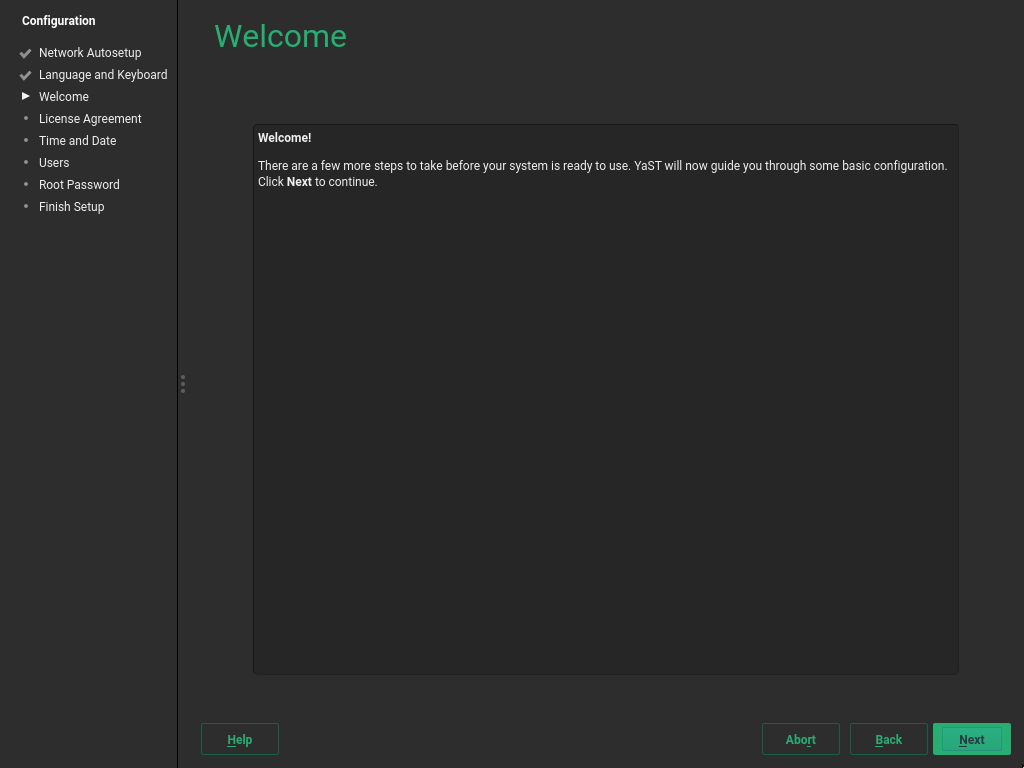 Configuration
Network Autosetup
Language and Keyboard
Welcome
License Agreement
Time and Date
Users
Root Password
Finish Setup
Welcome
Welcome!
There are a few more steps to take before your system is ready to use. YaST will now guide you through some basic configuration.
Click Next to continue.
Help
Abort
Back
Next